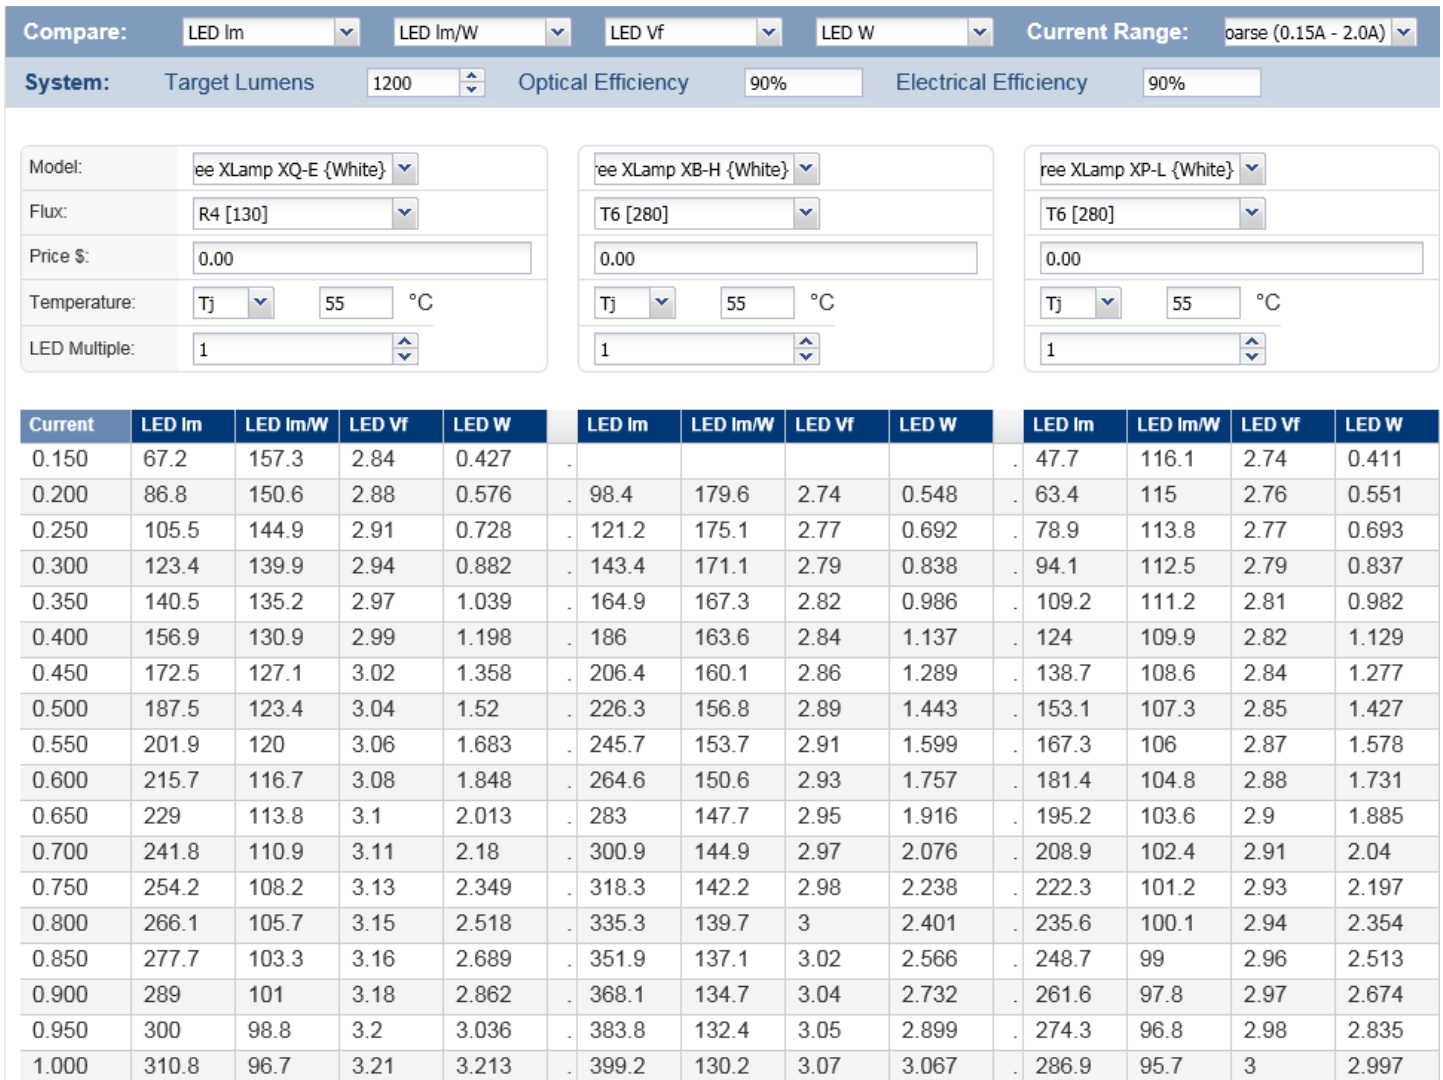 Compare: LED lm LED lm/W LED Vf LED W Current Range: oarse (0.15A - 2.0A)
System: Target Lumens 1200 Optical Efficiency 90% Electrical Efficiency 90%
Model: ee XLamp XQ-E {White} ree XLamp XB-H {White} ree XLamp XP-L {White}
Flux: R4 [130] T6 [280] T6 [280]
Price $: 0.00 0.00 0.00
Temperature: Tj 55 °C Tj 55 °C Tj 55 °C
LED Multiple: 1 1 1
Current LED lm LED lm/W LED Vf LED W LED lm LED lm/W LED Vf LED W LED lm LED lm/W LED Vf LED W
0.150 67.2 157.3 2.84 0.427 . . 47.7 116.1 2.74 0.411
0.200 86.8 150.6 2.88 0.576 . 98.4 179.6 2.74 0.548 . 63.4 115 2.76 0.551
0.250 105.5 144.9 2.91 0.728 . 121.2 175.1 2.77 0.692 . 78.9 113.8 2.77 0.693
0.300 123.4 139.9 2.94 0.882 . 143.4 171.1 2.79 0.838 . 94.1 112.5 2.79 0.837
0.350 140.5 135.2 2.97 1.039 . 164.9 167.3 2.82 0.986 . 109.2 111.2 2.81 0.982
0.400 156.9 130.9 2.99 1.198 . 186 163.6 2.84 1.137 . 124 109.9 2.82 1.129
0.450 172.5 127.1 3.02 1.358 . 206.4 160.1 2.86 1.289 . 138.7 108.6 2.84 1.277
0.500 187.5 123.4 3.04 1.52 . 226.3 156.8 2.89 1.443 . 153.1 107.3 2.85 1.427
0.550 201.9 120 3.06 1.683 . 245.7 153.7 2.91 1.599 . 167.3 106 2.87 1.578
0.600 215.7 116.7 3.08 1.848 . 264.6 150.6 2.93 1.757 . 181.4 104.8 2.88 1.731
0.650 229 113.8 3.1 2.013 . 283 147.7 2.95 1.916 . 195.2 103.6 2.9 1.885
0.700 241.8 110.9 3.11 2.18 . 300.9 144.9 2.97 2.076 . 208.9 102.4 2.91 2.04
0.750 254.2 108.2 3.13 2.349 . 318.3 142.2 2.98 2.238 . 222.3 101.2 2.93 2.197
0.800 266.1 105.7 3.15 2.518 . 335.3 139.7 3 2.401 . 235.6 100.1 2.94 2.354
0.850 277.7 103.3 3.16 2.689 . 351.9 137.1 3.02 2.566 . 248.7 99 2.96 2.513
0.900 289 101 3.18 2.862 . 368.1 134.7 3.04 2.732 . 261.6 97.8 2.97 2.674
0.950 300 98.8 3.2 3.036 . 383.8 132.4 3.05 2.899 . 274.3 96.8 2.98 2.835
1.000 310.8 96.7 3.21 3.213 . 399.2 130.2 3.07 3.067 . 286.9 95.7 3 2.997